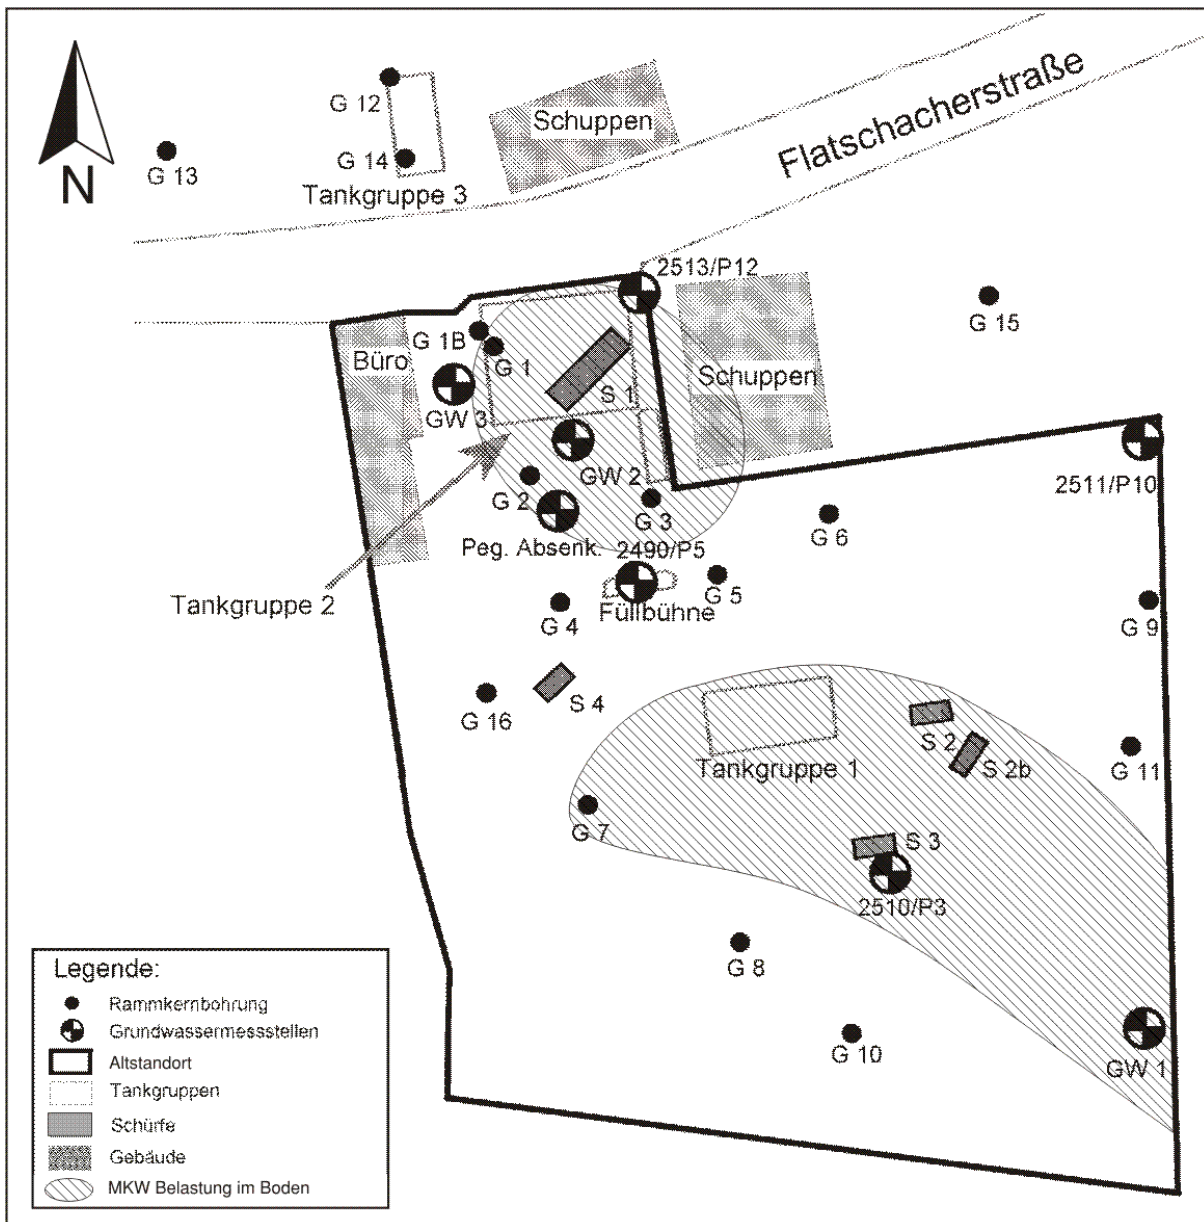 G 12
Schuppen
Flatschacherstraße
G 14
G 13
N
Tankgruppe 3
2513/P12
G 15
G 1B
Büro
G 1
Schuppen
S 1
GW 3
GW 2
2511/P10
G 2
G 3
G 6
Peg. Absenk.
2490/P5
G 5
Tankgruppe 2
Füllbühne
G 4
G 9
G 16
S 4
S 2
Tankgruppe 1
S 2b
G 11
G 7
S 3
2510/P3
G 8
G 10
GW 1
Legende:
Rammkernbohrung
Grundwassermessstellen
Altstandort
Tankgruppen
Schürfe
Gebäude
MKW Belastung im Boden